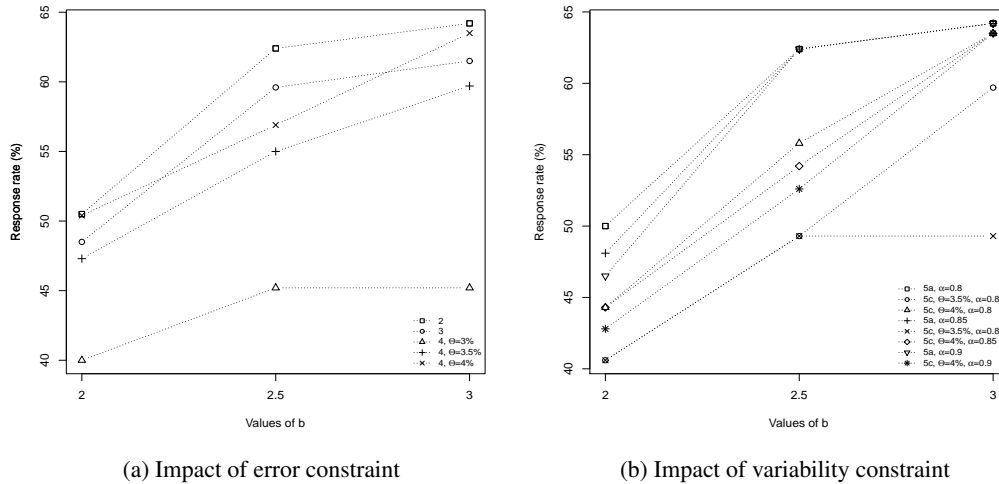 65
60
55
50
45
40
Response rate (%)
2
2.5
3
Values of b
2
3
4, Θ=3%
4, Θ=3.5%
4, Θ=4%
(a) Impact of error constraint
65
60
55
50
45
40
Response rate (%)
2
2.5
3
Values of b
5a, α=0.8
5c, Θ=3.5%, α=0.8
5c, Θ=4%, α=0.8
5a, α=0.85
5c, Θ=3.5%, α=0.8
5c, Θ=4%, α=0.85
5a, α=0.9
5c, Θ=4%, α=0.9
(b) Impact of variability constraint